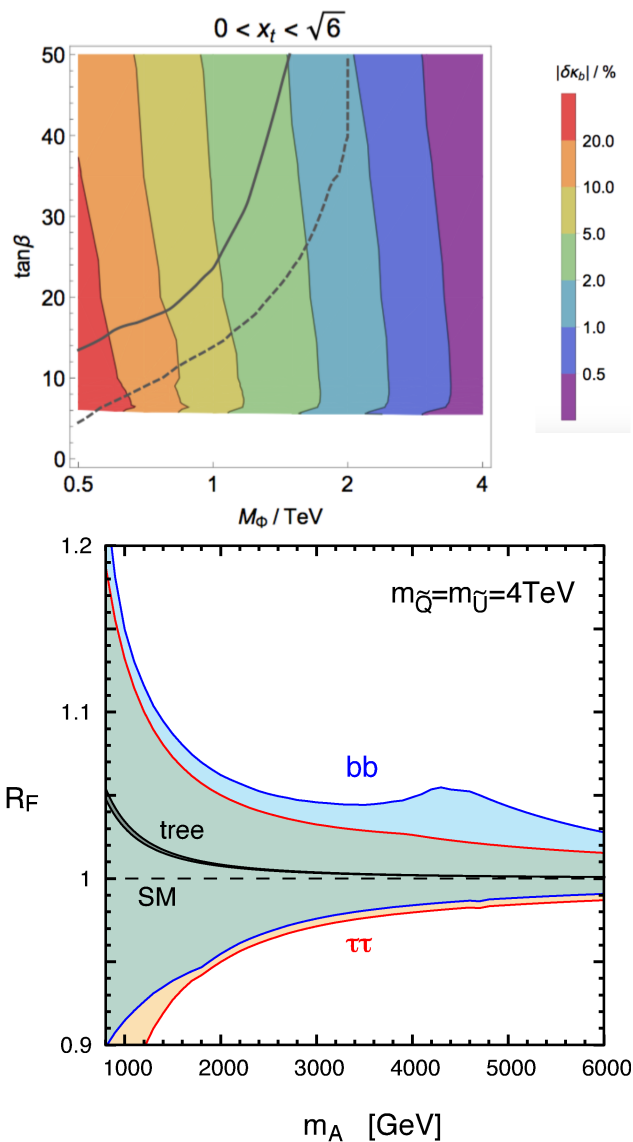 0 < x_t < √6
|δκ_b| / %
50
40
30
20
10
0
tanβ
0.5 1 2 4
M_Φ / TeV
20.0
10.0
5.0
2.0
1.0
0.5
1.2
1.1
1
0.9
R_F
m_Q̃=m_Ũ=4TeV
bb
tree
SM
ττ
1000 2000 3000 4000 5000 6000
m_A [GeV]